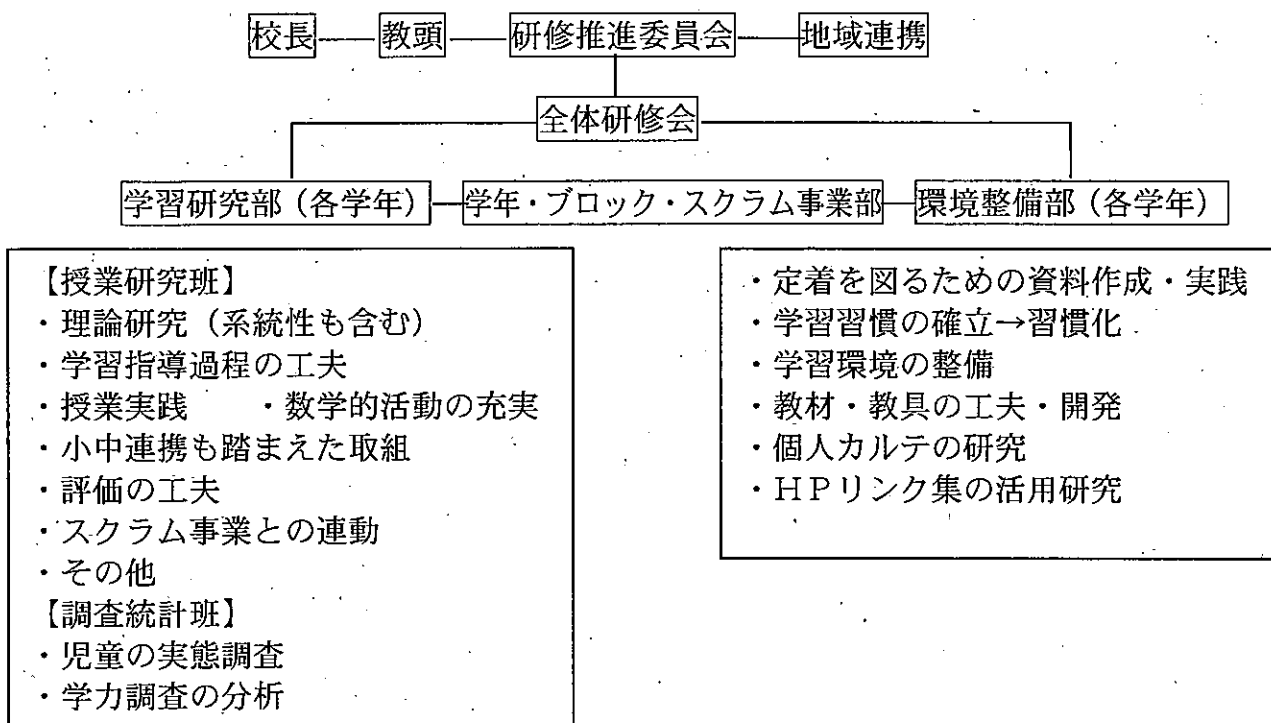 校長 教頭 研修推進委員会 地域連携
全体研修会
学習研究部（各学年） 学年・ブロック・スクラム事業部 環境整備部（各学年）
【授業研究班】
・理論研究（系統性も含む）
・学習指導過程の工夫
・授業実践　・数学的活動の充実
・小中連携も踏まえた取組
・評価の工夫
・スクラム事業との連動
・その他
【調査統計班】
・児童の実態調査
・学力調査の分析
・定着を図るための資料作成・実践
・学習習慣の確立→習慣化
・学習環境の整備
・教材・教具の工夫・開発
・個人カルテの研究
・ＨＰリンク集の活用研究